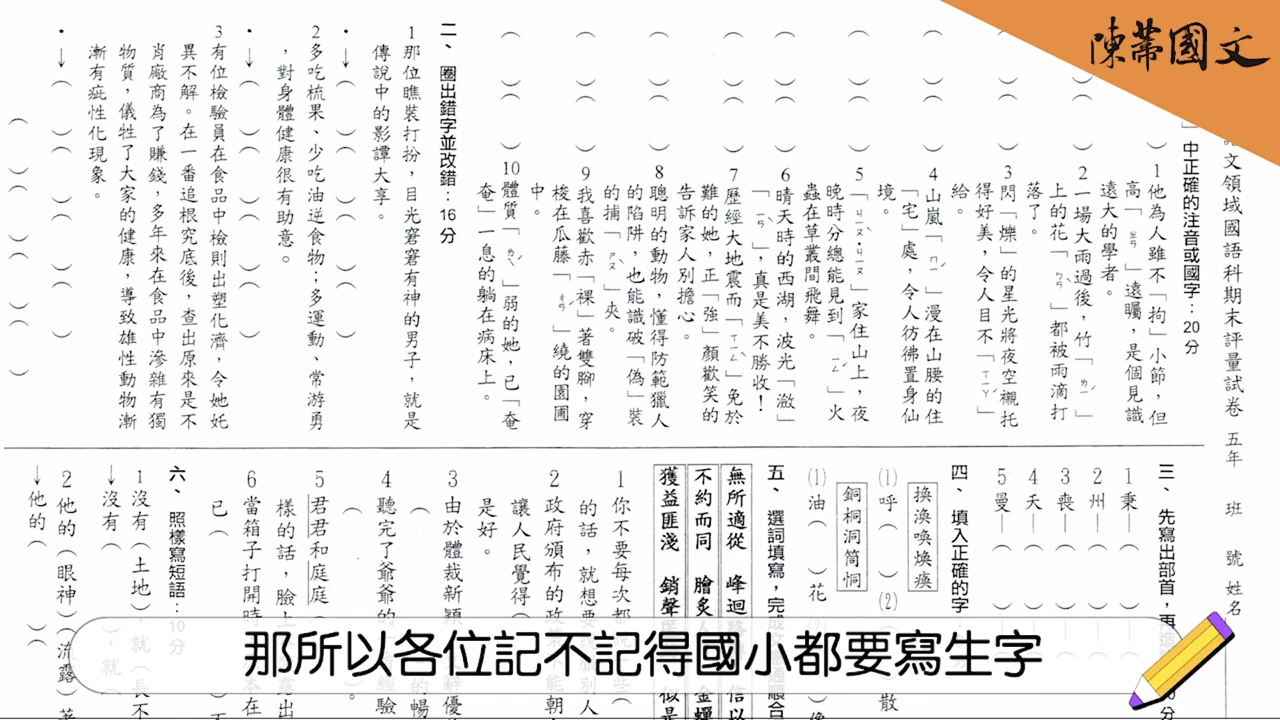 陳蒂國文
文領域國語科期末評量試卷 五年 班 號 姓名
」中正確的注音或國字:20分
( )1他為人雖不「拘」小節,但
高「ㄓㄢ」遠矚,是個見識
遠大的學者。
( )( )2一場大雨過後,竹「ㄌㄧˊ」
上的花「ㄅㄢˋ」都被雨滴打
落了。
( )( )3閃「爍」的星光將夜空襯托
得好美,令人目不「ㄒㄧㄚˊ」
給。
( )( )4山嵐「ㄇㄧˊ」漫在山腰的住
「宅」處,令人彷彿置身仙
境。
( )( )5「ㄐㄧㄡˋ・ㄐㄧㄡ」家住山上,夜
晚時分總能見到「ㄧㄥˊ」火
蟲在草叢間飛舞。
( )( )6晴天時的西湖,波光「瀲」
「ㄧㄢˋ」,真是美不勝收!
( )( )7歷經大地震而「ㄒㄧㄥˋ」免於
難的她,正「強」顏歡笑的
告訴家人別擔心。
( )( )8聰明的動物,懂得防範獵人
的陷阱,也能識破「偽」裝
的捕「ㄕㄡˋ」夾。
( )( )9我喜歡赤「裸」著雙腳,穿
梭在瓜藤「ㄔㄢˊ」繞的園圃
中。
( )( )10體質「ㄌㄟˊ」弱的她,已「奄
奄」一息的躺在病床上。
二、圈出錯字並改錯:16分
1那位瞧裝打扮,目光窘窘有神的男子,就是
傳說中的影譚大享。
・→( )( )( )( )
2多吃梳果、少吃油逆食物;多運動、常游勇
,對身體健康很有助意。
・→( )( )( )( )
3有位檢驗員在食品中檢則出塑化濟,令她妊
異不解。在一番追根究底後,查出原來是不
肖廠商為了賺錢,多年來在食品中滲雜有獨
物質,儀牲了大家的健康,導致雄性動物漸
漸有疵性化現象。
・→( )( )( )( )
( )( )( )( )
三、先寫出部首,再造
1秉—( )
2州—( )
3喪—( )
4夭—( )
5曼—( )
四、填入正確的字
換渙喚煥瘓
⑴呼( ) ⑵ 散
銅桐洞筒恫
⑴油( )花 ⑵
五、選詞填寫,完成
無所適從 峰迴
不約而同 膾炙人
獲益匪淺 銷聲匿
1你不要每次都
的話,就想要 別人
2政府頒布的政
讓人民覺得
是好。
3由於體裁新穎
( 的暢
4聽完了爺爺的 經驗
( )。
5君君和庭庭
樣的話,臉上 露出
6當箱子打開時 本在
已( )
六、照樣寫短語:10分
1沒有(土地),就(長不
→沒有( ),就(
2他的(眼神)(流露)著
→他的( )( )
那所以各位記不記得國小都要寫生字